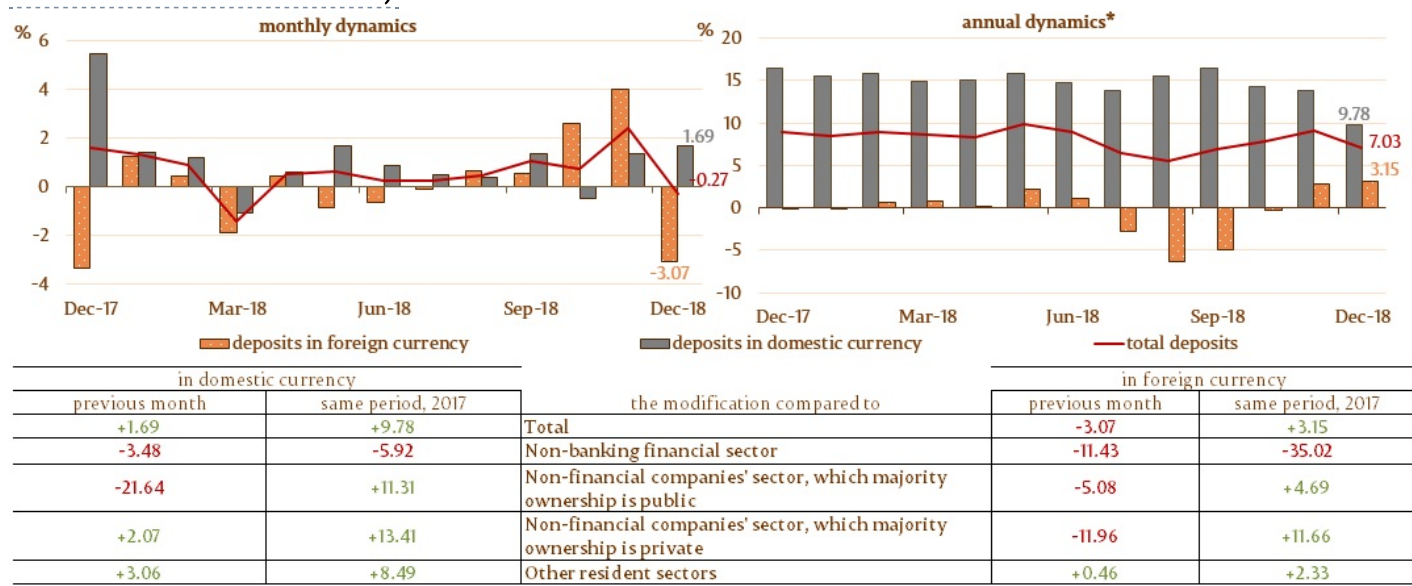 monthly dynamics
%
6
4
2
0
-2
-4
1.69
-0.27
-3.07
Dec-17 Mar-18 Jun-18 Sep-18 Dec-18
annual dynamics*
%
20
15
10
5
0
-5
-10
9.78
7.03
3.15
Dec-17 Mar-18 Jun-18 Sep-18 Dec-18
deposits in foreign currency deposits in domestic currency total deposits
in domestic currency the modification compared to in foreign currency
previous month same period, 2017 previous month same period, 2017
+1.69 +9.78 Total -3.07 +3.15
-3.48 -5.92 Non-banking financial sector -11.43 -35.02
-21.64 +11.31 Non-financial companies' sector, which majority
ownership is public -5.08 +4.69
+2.07 +13.41 Non-financial companies' sector, which majority
ownership is private -11.96 +11.66
+3.06 +8.49 Other resident sectors +0.46 +2.33